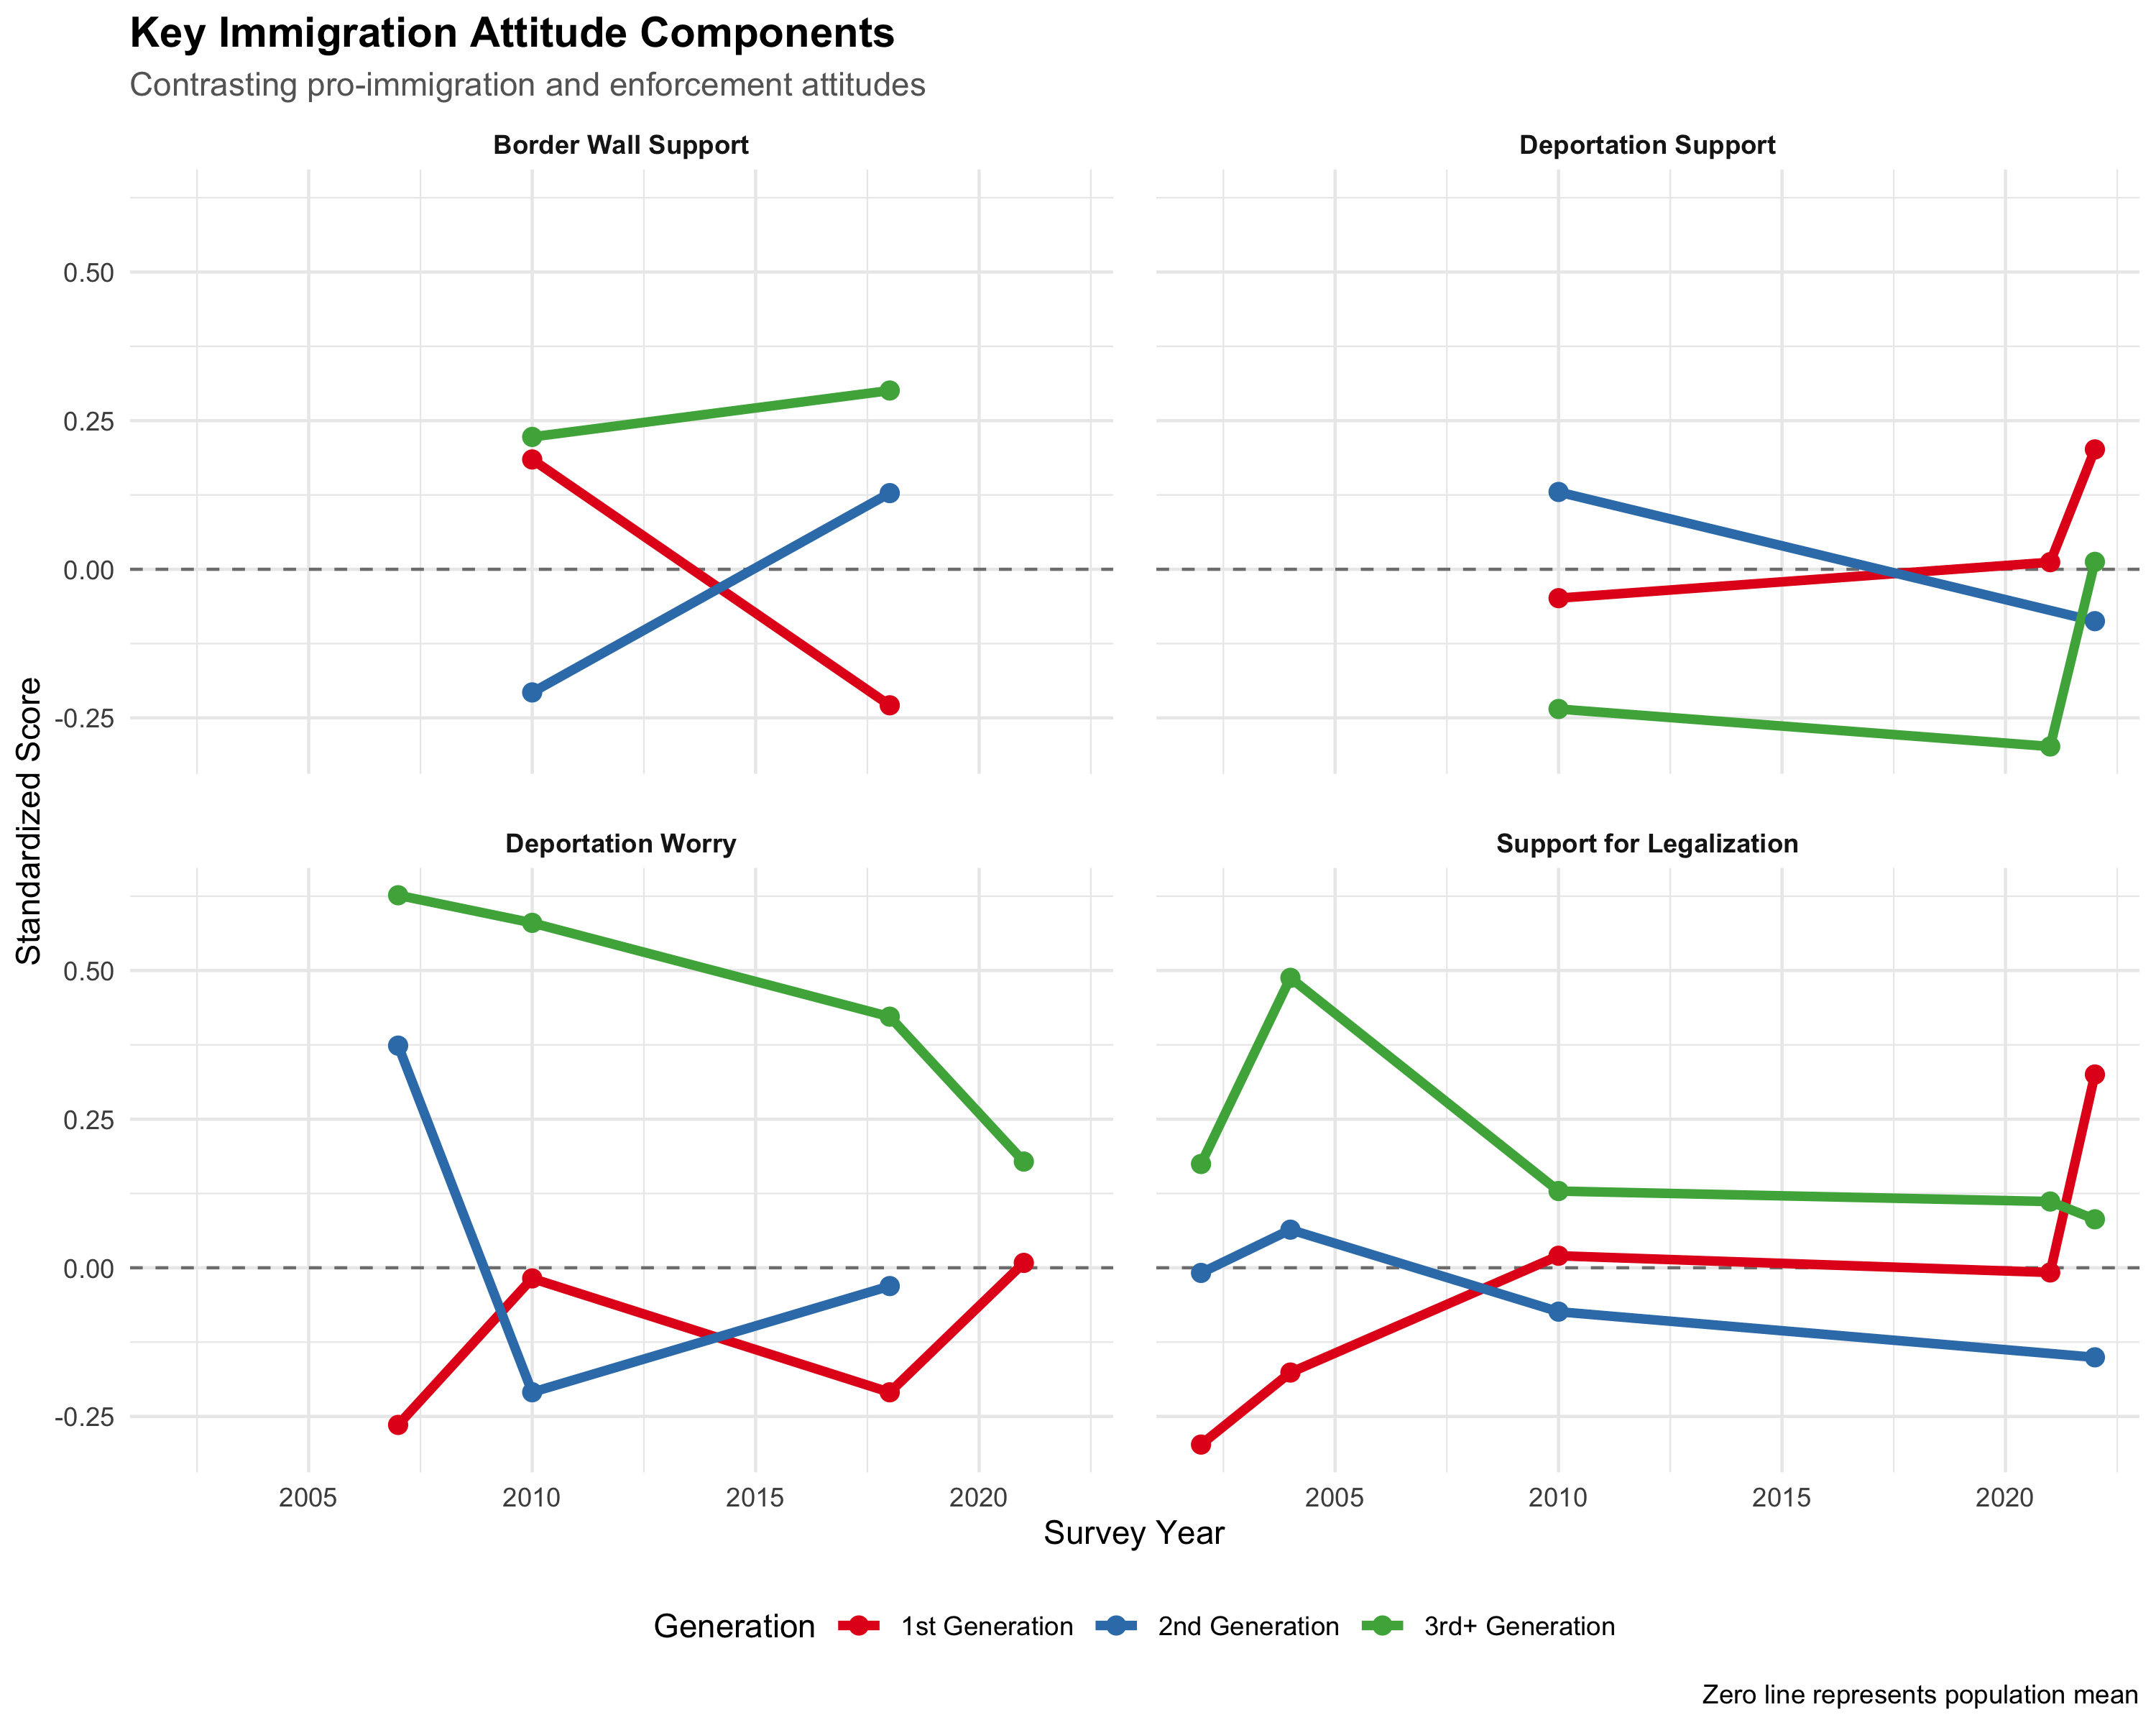 Key Immigration Attitude Components
Contrasting pro-immigration and enforcement attitudes
Border Wall Support
Deportation Support
0.50
0.25
0.00
-0.25
Deportation Worry
Support for Legalization
0.50
0.25
0.00
-0.25
Standardized Score
2005 2010 2015 2020
2005 2010 2015 2020
Survey Year
Generation 1st Generation 2nd Generation 3rd+ Generation
Zero line represents population mean